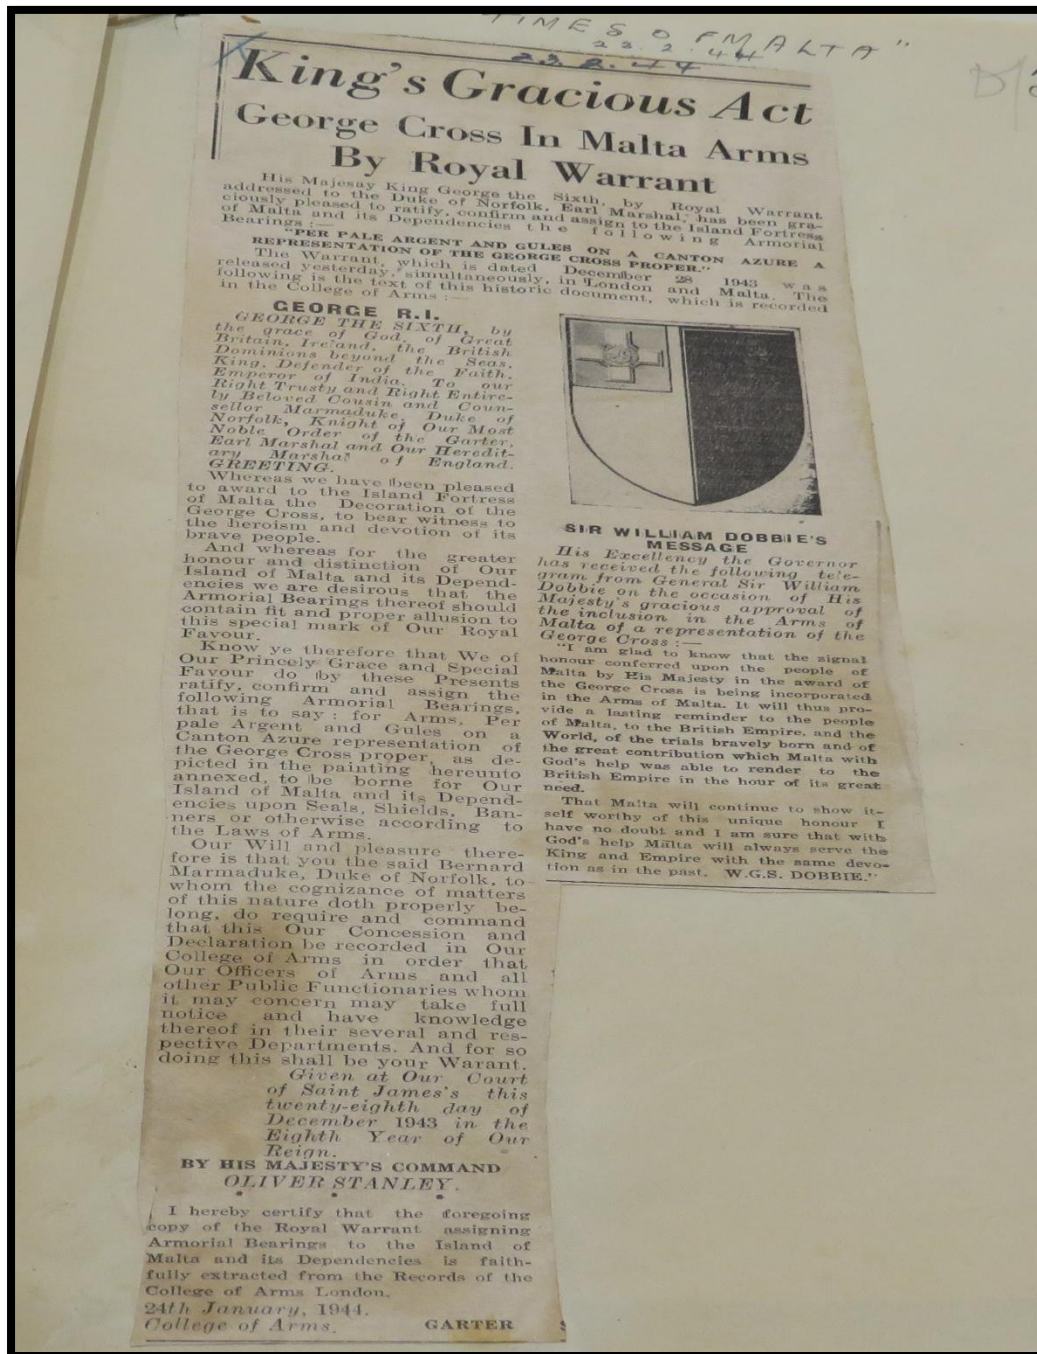 "TIMES OF MALTA"
22.2.44
22.2.44
King's Gracious Act
George Cross In Malta Arms
By Royal Warrant
His Majesay King George the Sixth, by Royal Warrant
addressed to the Duke of Norfolk, Earl Marshal, has been gra-
ciously pleased to ratify, confirm and assign to the Island Fortress
of Malta and its Dependencies the following Armorial
Bearings :—
"PER PALE ARGENT AND GULES ON A CANTON AZURE A
REPRESENTATION OF THE GEORGE CROSS PROPER."
The Warrant, which is dated December 28 1943 was
released yesterday, simultaneously, in London and Malta. The
following is the text of this historic document, which is recorded
in the College of Arms :—
GEORGE R.I.
GEORGE THE SIXTH, by
the grace of God, of Great
Britain, Ireland, the British
Dominions beyond the Seas,
King, Defender of the Faith,
Emperor of India. To our
Right Trusty and Right Entire-
ly Beloved Cousin and Coun-
sellor Marmaduke, Duke of
Norfolk, Knight of Our Most
Noble Order of the Garter,
Earl Marshal and Our Heredit-
ary Marshal of England.
GREETING.
Whereas we have been pleased
to award to the Island Fortress
of Malta the Decoration of the
George Cross, to bear witness to
the heroism and devotion of its
brave people.
And whereas for the greater
honour and distinction of Our
Island of Malta and its Depend-
encies we are desirous that the
Armorial Bearings thereof should
contain fit and proper allusion to
this special mark of Our Royal
Favour.
Know ye therefore that We of
Our Princely Grace and Special
Favour do by these Presents
ratify, confirm and assign the
following Armorial Bearings,
that is to say : for Arms, Per
pale Argent and Gules on a
Canton Azure representation of
the George Cross proper, as de-
picted in the painting hereunto
annexed, to be borne for Our
Island of Malta and its Depend-
encies upon Seals, Shields, Ban-
ners or otherwise according to
the Laws of Arms.
Our Will and pleasure there-
fore is that you the said Bernard
Marmaduke, Duke of Norfolk, to
whom the cognizance of matters
of this nature doth properly be-
long, do require and command
that this Our Concession and
Declaration be recorded in Our
College of Arms in order that
Our Officers of Arms and all
other Public Functionaries whom
it may concern may take full
notice and have knowledge
thereof in their several and res-
pective Departments. And for so
doing this shall be your Warant.
Given at Our Court
of Saint James's this
twenty-eighth day of
December 1943 in the
Eighth Year of Our
Reign.
BY HIS MAJESTY'S COMMAND
OLIVER STANLEY.
I hereby certify that the foregoing
copy of the Royal Warrant assigning
Armorial Bearings to the Island of
Malta and its Dependencies is faith-
fully extracted from the Records of the
College of Arms London.
24th January, 1944.
College of Arms. GARTER
SIR WILLIAM DOBBIE'S
MESSAGE
His Excellency the Governor
has received the following tele-
gram from General Sir William
Dobbie on the occasion of His
Majesty's gracious approval of
the inclusion in the Arms of
Malta of a representation of the
George Cross :—
"I am glad to know that the signal
honour conferred upon the people of
Malta by His Majesty in the award of
the George Cross is being incorporated
in the Arms of Malta. It will thus pro-
vide a lasting reminder to the people
of Malta, to the British Empire, and the
World, of the trials bravely born and of
the great contribution which Malta with
God's help was able to render to the
British Empire in the hour of its great
need.
That Malta will continue to show it-
self worthy of this unique honour I
have no doubt and I am sure that with
God's help Malta will always serve the
King and Empire with the same devo-
tion as in the past. W.G.S. DOBBIE."